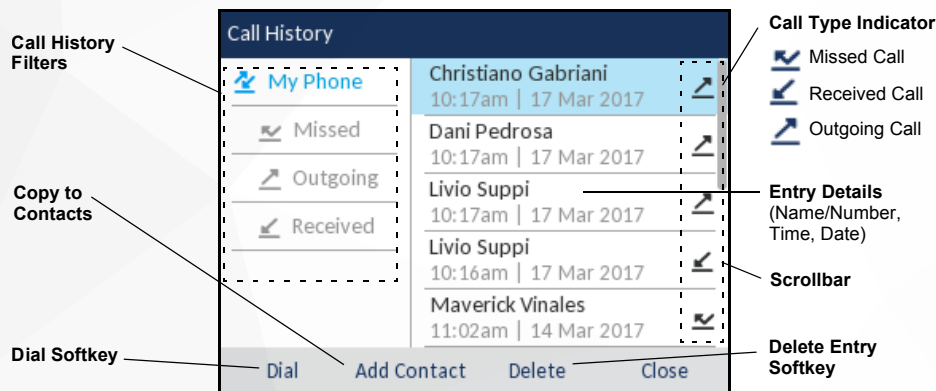 Call History
Filters
Copy to
Contacts
Dial Softkey
Call History
My Phone
Missed
Outgoing
Received
Christiano Gabriani
10:17am | 17 Mar 2017
Dani Pedrosa
10:17am | 17 Mar 2017
Livio Suppi
10:17am | 17 Mar 2017
Livio Suppi
10:16am | 17 Mar 2017
Maverick Vinales
11:02am | 14 Mar 2017
Dial Add Contact Delete Close
Call Type Indicator
Missed Call
Received Call
Outgoing Call
Entry Details
(Name/Number,
Time, Date)
Scrollbar
Delete Entry
Softkey